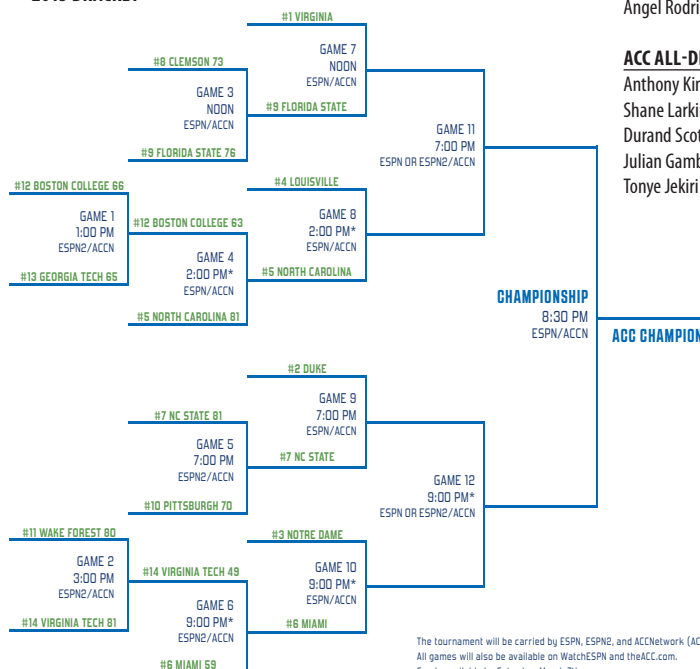 #1 VIRGINIA
GAME 7
NOON
ESPN/ACCN
#8 CLEMSON 73
GAME 3
NOON
ESPN/ACCN
#9 FLORIDA STATE
#9 FLORIDA STATE 76
GAME 11
7:00 PM
ESPN OR ESPN2/ACCN
#12 BOSTON COLLEGE 66
GAME 1
1:00 PM
ESPN2/ACCN
#13 GEORGIA TECH 65
#12 BOSTON COLLEGE 63
GAME 4
2:00 PM*
ESPN/ACCN
#5 NORTH CAROLINA 81
#4 LOUISVILLE
GAME 8
2:00 PM*
ESPN/ACCN
#5 NORTH CAROLINA
CHAMPIONSHIP
8:30 PM
ESPN/ACCN
ACC CHAMPION
#2 DUKE
GAME 9
7:00 PM
ESPN/ACCN
#7 NC STATE
#7 NC STATE 81
GAME 5
7:00 PM
ESPN2/ACCN
#10 PITTSBURGH 70
GAME 12
9:00 PM*
ESPN OR ESPN2/ACCN
#11 WAKE FOREST 80
GAME 2
3:00 PM
ESPN2/ACCN
#14 VIRGINIA TECH 81
#14 VIRGINIA TECH 49
GAME 6
9:00 PM*
ESPN2/ACCN
#6 MIAMI 59
#3 NOTRE DAME
GAME 10
9:00 PM*
ESPN/ACCN
#6 MIAMI
Angel Rodri
ACC ALL-D
Anthony Ki
Shane Larki
Durand Scot
Julian Gamb
Tonye Jekiri
The tournament will be carried by ESPN, ESPN2, and ACCNetwork (AC
All games will also be available on WatchESPN and theACC.com.